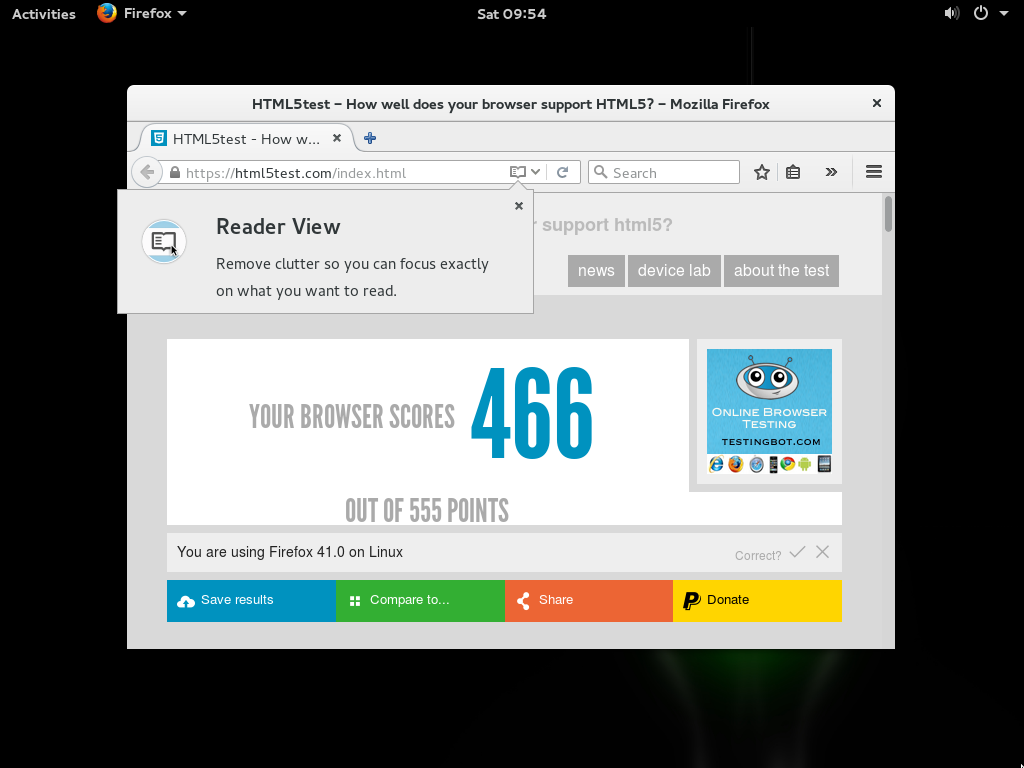 Activities Firefox Sat 09:54
HTML5test – How well does your browser support HTML5? – Mozilla Firefox
HTML5test - How w...
https://html5test.com/index.html Search
Reader View
Remove clutter so you can focus exactly
on what you want to read.
support html5?
news device lab about the test
YOUR BROWSER SCORES 466
OUT OF 555 POINTS
ONLINE BROWSER
TESTING
TESTINGBOT.COM
You are using Firefox 41.0 on Linux Correct?
Save results Compare to... Share Donate